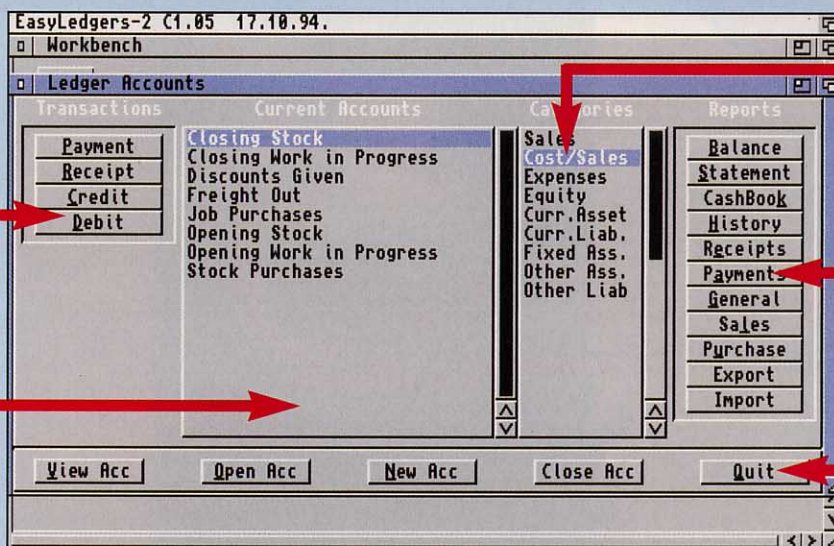 EasyLedgers-2 C1.05 17.10.94.
Workbench
Ledger Accounts
Transactions
Payment
Receipt
Credit
Debit
Current Accounts
Closing Stock
Closing Work in Progress
Discounts Given
Freight Out
Job Purchases
Opening Stock
Opening Work in Progress
Stock Purchases
Categories
Sales
Cost/Sales
Expenses
Equity
Curr.Asset
Curr.Liab.
Fixed Ass.
Other Ass.
Other Liab
Reports
Balance
Statement
CashBook
History
Receipts
Payments
General
Sales
Purchase
Export
Import
View Acc
Open Acc
New Acc
Close Acc
Quit